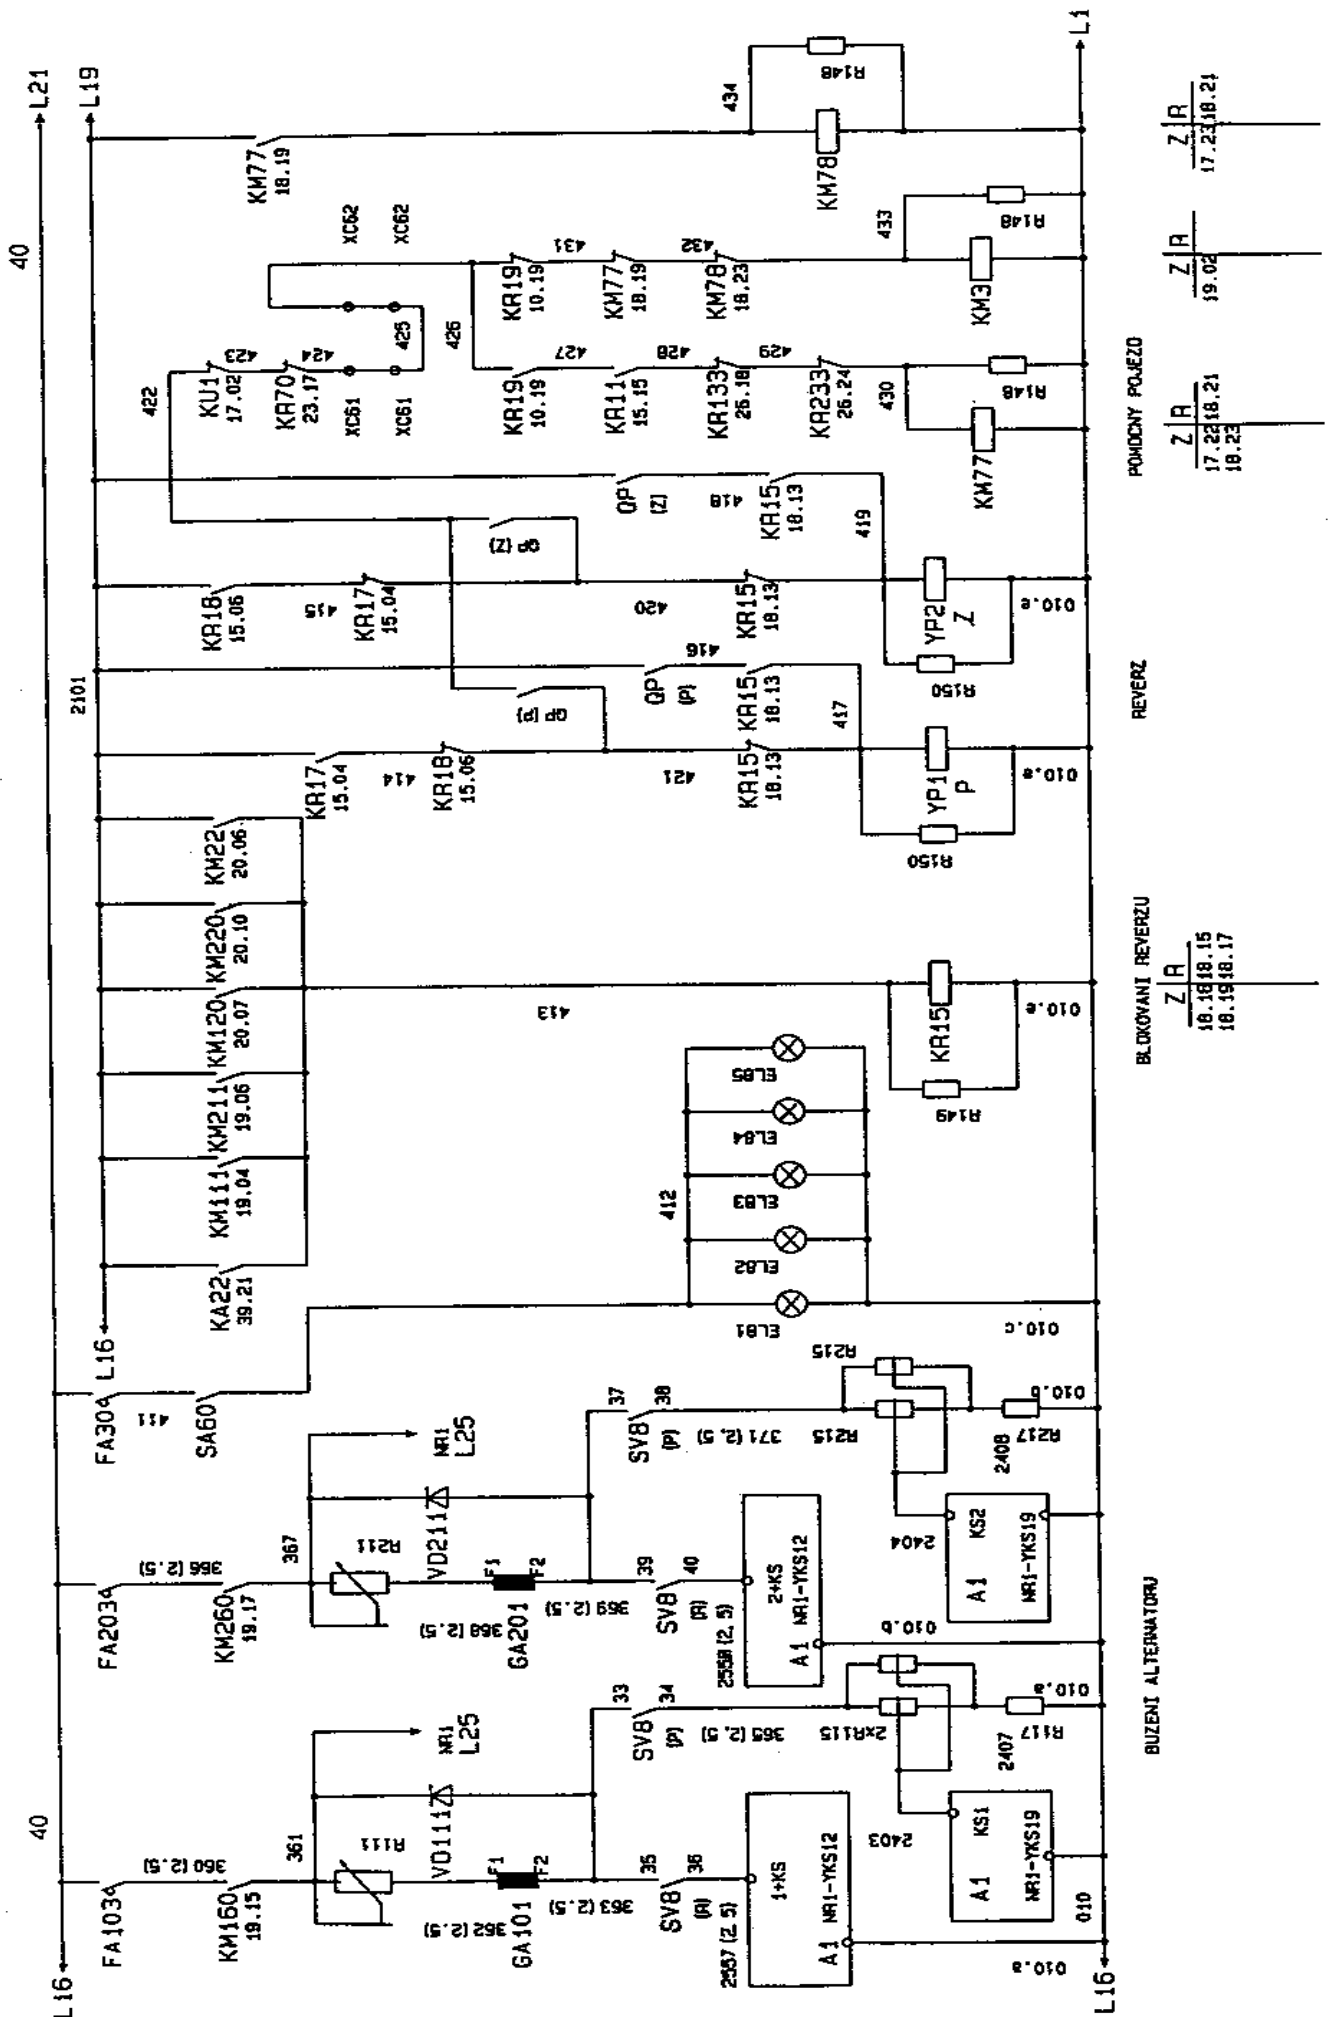 40
L21
L19
KM77
18.19
434
R148
KM78
L1
Z R
17.23 18.21
XC62
XC62
KR19
10.19
431
KM77
18.19
432
KM78
18.23
433
R148
KM3
Z R
19.02
422
KU1
17.02
423
KR70
23.17
424
XC61
XC61
425
426
KR19
10.19
427
KR11
15.15
428
KR133
26.18
429
KR233
26.24
430
R148
KM77
POMOCNY POJEZD
Z R
17.22 18.21
18.23
QP
(Z)
418
KR15
18.13
419
QP (Z)
KR18
15.06
415
KR17
15.04
420
KR15
18.13
YP2
Z
R150
010.e
2101
QP
(P)
416
KR15
18.13
417
QP (P)
KR17
15.04
414
KR18
15.06
421
KR15
18.13
YP1
P
R150
010.e
REVERZ
KM22
20.06
KM220
20.10
KM120
20.07
KM211
19.06
KM111
19.04
KA22
39.21
413
KR15
R149
010.e
BLOKOVANI REVERZU
Z R
18.16 18.15
18.19 18.17
L16
FA30
411
SA60
412
EL85
EL84
EL83
EL82
EL81
010.c
FA203
366 (2.5)
KM260
19.17
367
NR1
L25
R211
VD211
368 (2.5)
F1
F2
GA201
369 (2.5)
37
SV8
(P)
38
371 (2,5)
39
SV8
(R)
40
2558 (2, 5)
2+KS
A1
NR1-YKS12
R215
R215
R217
010.b
2408
2404
KS2
A1
NR1-YKS19
010.b
40
L16
FA103
360 (2.5)
KM160
19.15
361
NR1
L25
R111
VD111
362 (2.5)
F1
F2
GA101
363 (2.5)
33
SV8
(P)
34
365 (2,5)
35
SV8
(R)
36
2557 (2, 5)
1+KS
A1
NR1-YKS12
2xR115
R117
010.a
2407
2403
KS1
A1
NR1-YKS19
010
010.a
L16
BUZENI ALTERNATORU